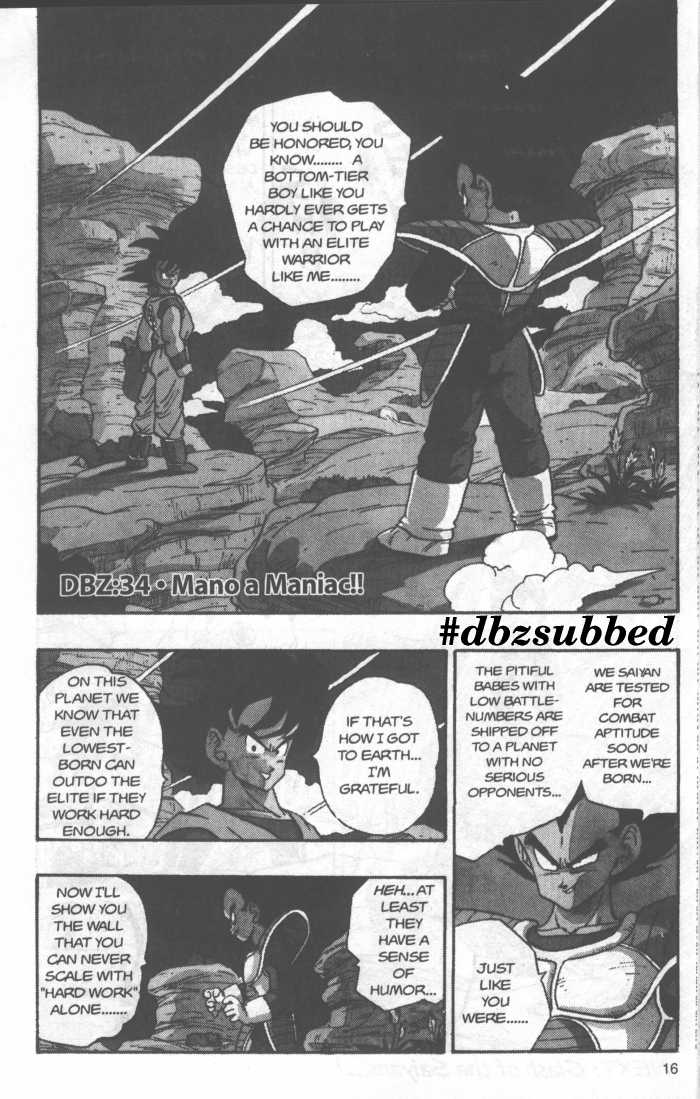 YOU SHOULD
BE HONORED, YOU
KNOW........ A
BOTTOM-TIER
BOY LIKE YOU
HARDLY EVER GETS
A CHANCE TO PLAY
WITH AN ELITE
WARRIOR
LIKE ME........
DBZ:34 • Mano a Maniac!!
#dbzsubbed
WE SAIYAN
ARE TESTED
FOR
COMBAT
APTITUDE
SOON
AFTER WE'RE
BORN...
THE PITIFUL
BABES WITH
LOW BATTLE-
NUMBERS ARE
SHIPPED OFF
TO A PLANET
WITH NO
SERIOUS
OPPONENTS...
JUST
LIKE
YOU
WERE......
IF THAT'S
HOW I GOT
TO EARTH...
I'M
GRATEFUL.
ON THIS
PLANET WE
KNOW THAT
EVEN THE
LOWEST-
BORN CAN
OUTDO THE
ELITE IF THEY
WORK HARD
ENOUGH.
HEH...AT
LEAST
THEY
HAVE A
SENSE
OF
HUMOR...
NOW I'LL
SHOW YOU
THE WALL
THAT YOU
CAN NEVER
SCALE WITH
"HARD WORK"
ALONE.......
16